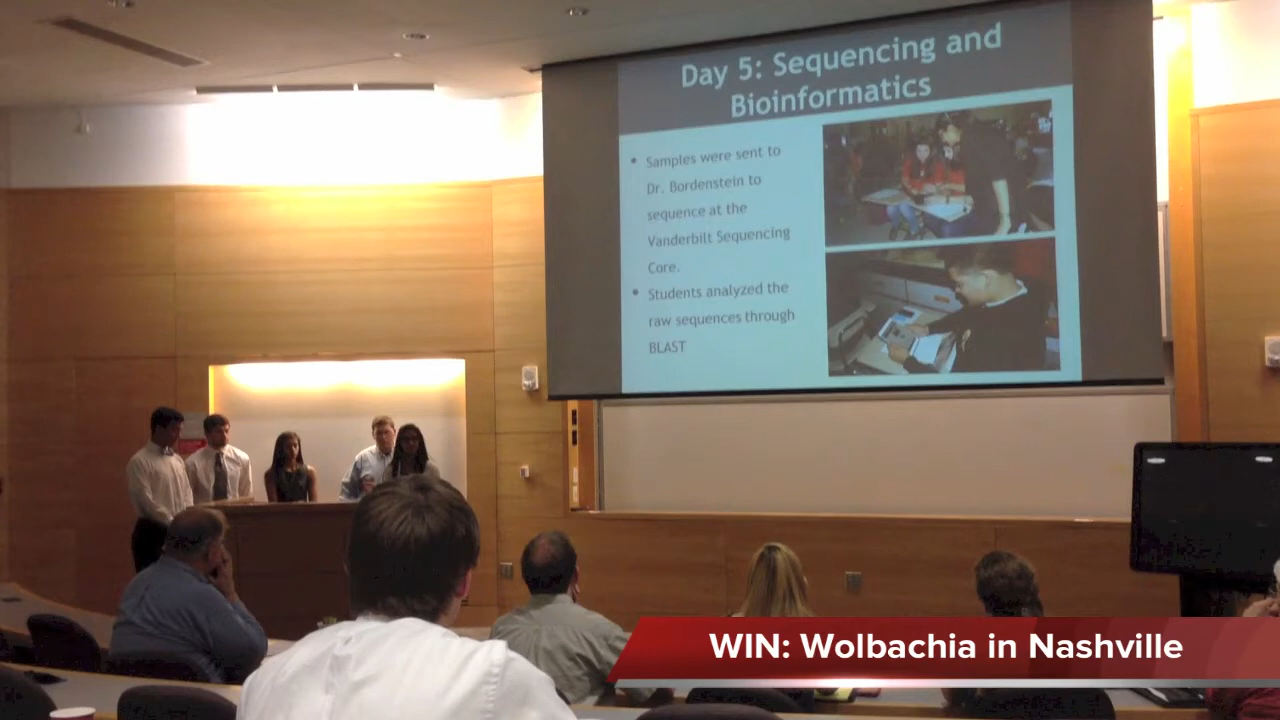 Day 5: Sequencing and
Bioinformatics
• Samples were sent to
Dr. Bordenstein to
sequence at the
Vanderbilt Sequencing
Core.
• Students analyzed the
raw sequences through
BLAST
WIN: Wolbachia in Nashville